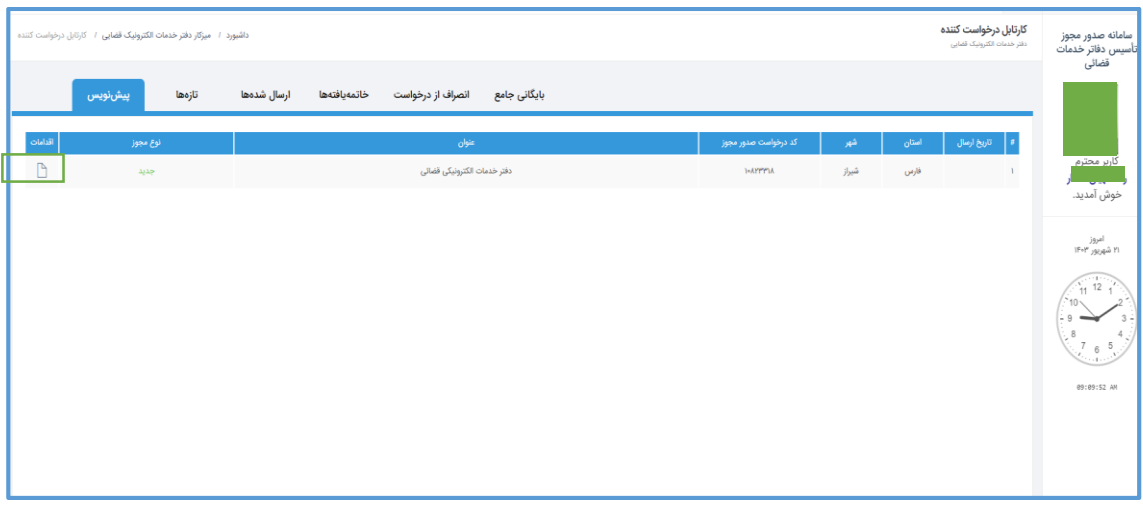 سامانه صدور مجوز
تأسیس دفاتر خدمات
قضائی
کاربر محترم
خوش آمدید.
امروز
۲۱ شهریور ۱۴۰۳
12
1
2
3
4
5
6
7
8
9
10
11
09:09:52 AM
کارتابل درخواست کننده
دفتر خدمات الکترونیک قضایی
داشبورد / میزکار دفتر خدمات الکترونیک قضایی / کارتابل درخواست کننده
بایگانی جامع انصراف از درخواست خاتمه‌یافته‌ها ارسال شده‌ها تازه‌ها پیش‌نویس
# تاریخ ارسال استان شهر کد درخواست صدور مجوز عنوان نوع مجوز اقدامات
۱ فارس شیراز ۱۰۸۲۳۳۱۸ دفتر خدمات الکترونیکی قضائی جدید